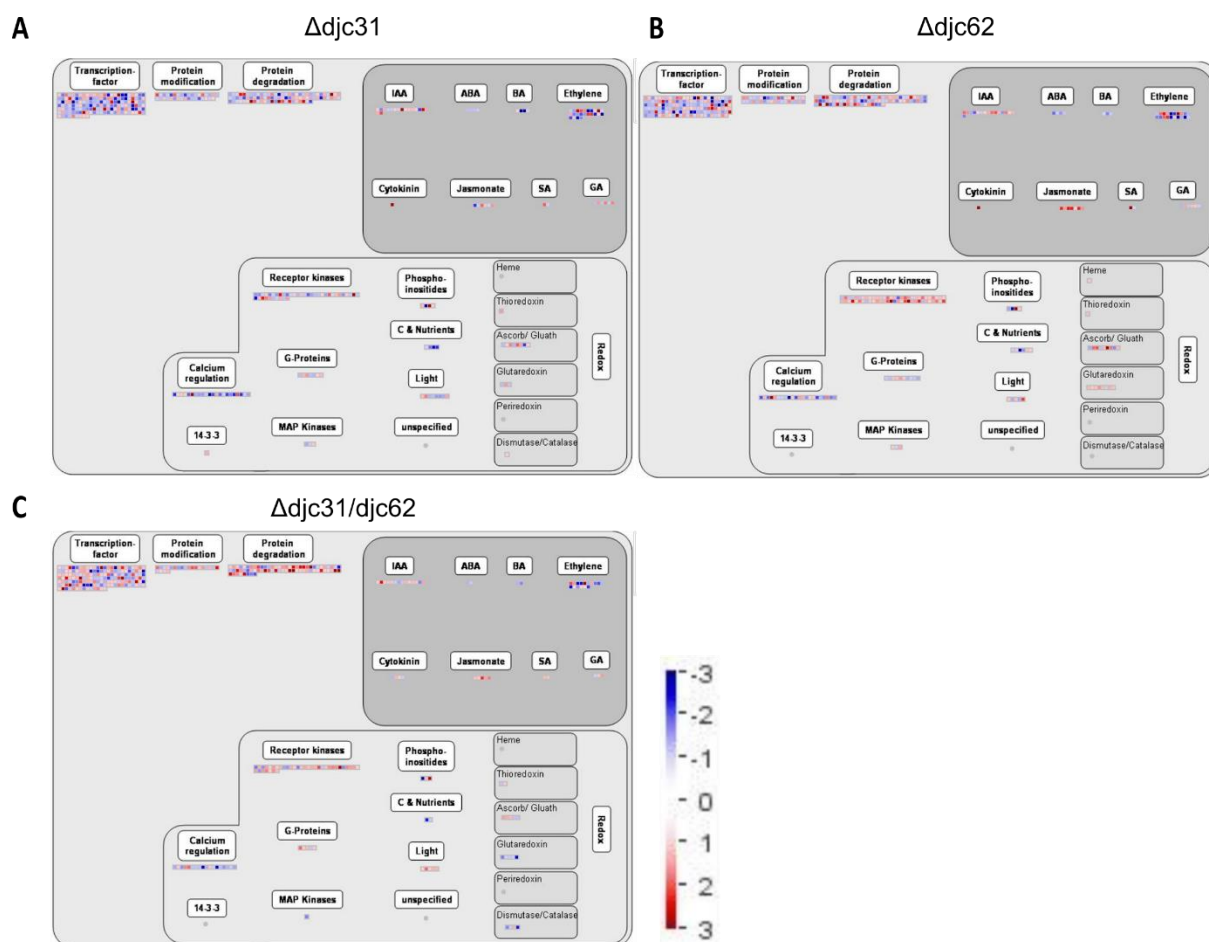 A
Δdjc31
Transcription-
factor
Protein
modification
Protein
degradation
IAA
ABA
BA
Ethylene
Cytokinin
Jasmonate
SA
GA
Receptor kinases
Phospho-
inositides
C & Nutrients
G-Proteins
Light
Calcium
regulation
14-3-3
MAP Kinases
unspecified
Heme
Thioredoxin
Ascorb/ Gluath
Glutaredoxin
Periredoxin
Dismutase/Catalase
Redox
B
Δdjc62
Transcription-
factor
Protein
modification
Protein
degradation
IAA
ABA
BA
Ethylene
Cytokinin
Jasmonate
SA
GA
Receptor kinases
Phospho-
inositides
C & Nutrients
G-Proteins
Light
Calcium
regulation
14-3-3
MAP Kinases
unspecified
Heme
Thioredoxin
Ascorb/ Gluath
Glutaredoxin
Periredoxin
Dismutase/Catalase
Redox
C
Δdjc31/djc62
Transcription-
factor
Protein
modification
Protein
degradation
IAA
ABA
BA
Ethylene
Cytokinin
Jasmonate
SA
GA
Receptor kinases
Phospho-
inositides
C & Nutrients
G-Proteins
Light
Calcium
regulation
14-3-3
MAP Kinases
unspecified
Heme
Thioredoxin
Ascorb/ Gluath
Glutaredoxin
Periredoxin
Dismutase/Catalase
Redox
-3
-2
-1
0
1
2
3